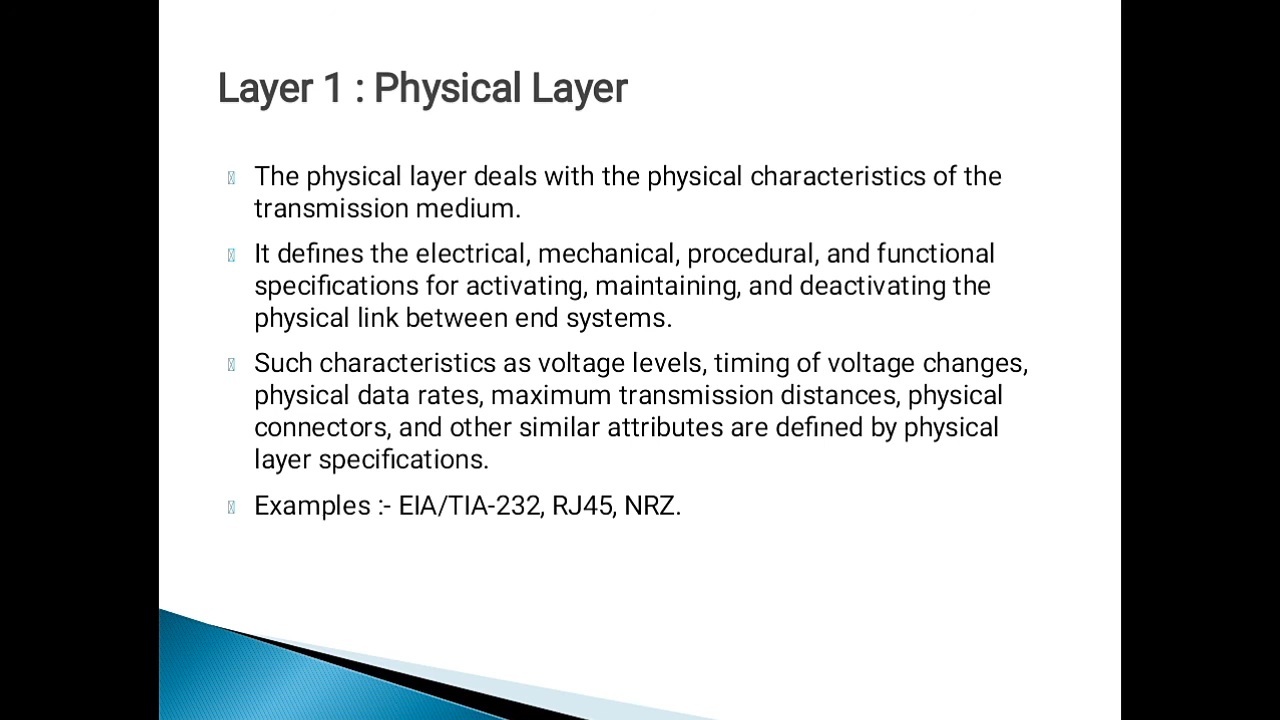 Layer 1 : Physical Layer
The physical layer deals with the physical characteristics of the
transmission medium.
It defines the electrical, mechanical, procedural, and functional
specifications for activating, maintaining, and deactivating the
physical link between end systems.
Such characteristics as voltage levels, timing of voltage changes,
physical data rates, maximum transmission distances, physical
connectors, and other similar attributes are defined by physical
layer specifications.
Examples :- EIA/TIA-232, RJ45, NRZ.